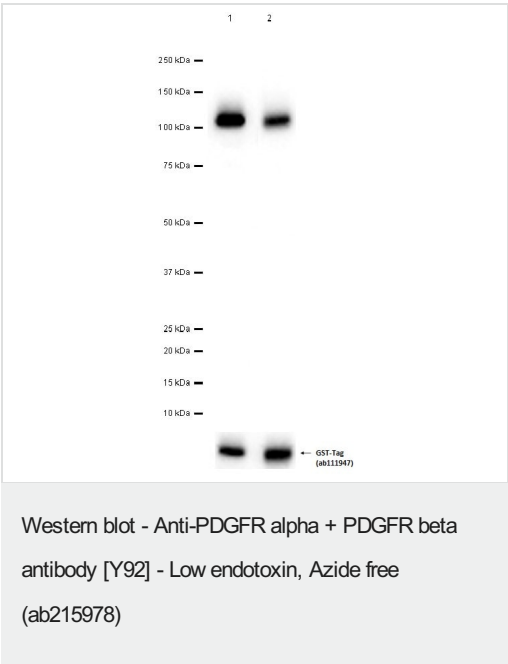 1 2
250 kDa
150 kDa
100 kDa
75 kDa
50 kDa
37 kDa
25 kDa
20 kDa
15 kDa
10 kDa
GST-Tag
(ab111947)
Western blot - Anti-PDGFR alpha + PDGFR beta
antibody [Y92] - Low endotoxin, Azide free
(ab215978)